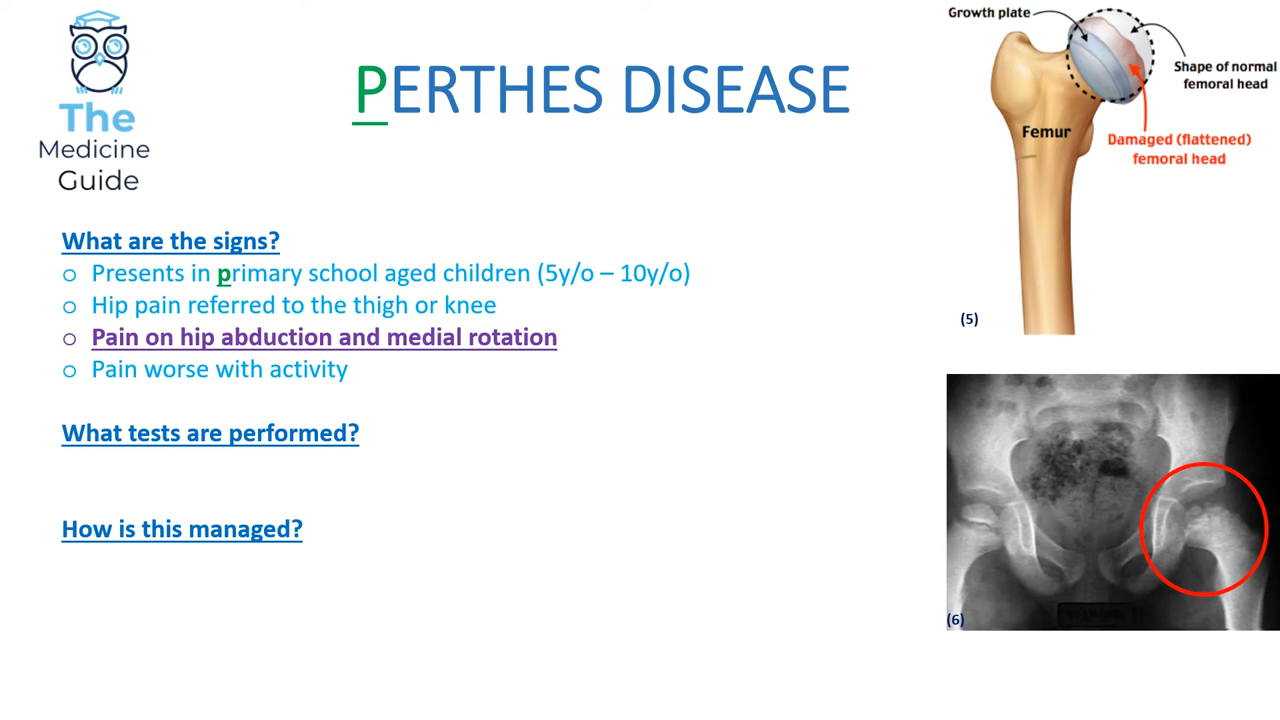 The
Medicine
Guide
PERTHES DISEASE
Growth plate
Shape of normal
femoral head
Femur
Damaged (flattened)
femoral head
(5)
What are the signs?
o Presents in primary school aged children (5y/o – 10y/o)
o Hip pain referred to the thigh or knee
o Pain on hip abduction and medial rotation
o Pain worse with activity
What tests are performed?
How is this managed?
(6)